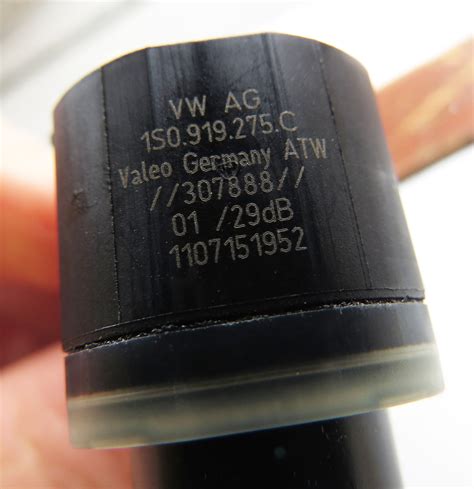 VW AG
1S0.919.275.C
Valeo Germany ATW
//307888//
01 /29dB
1107151952